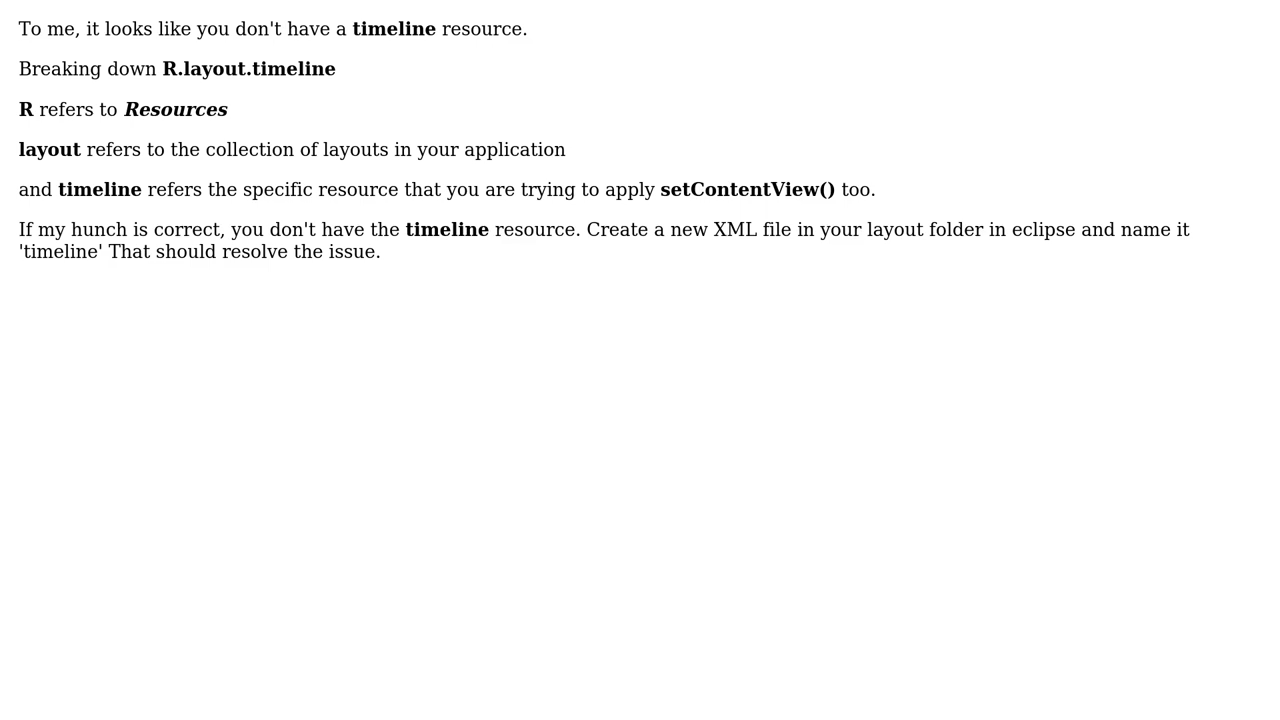 To me, it looks like you don't have a timeline resource.
Breaking down R.layout.timeline
R refers to Resources
layout refers to the collection of layouts in your application
and timeline refers the specific resource that you are trying to apply setContentView() too.
If my hunch is correct, you don't have the timeline resource. Create a new XML file in your layout folder in eclipse and name it
'timeline' That should resolve the issue.